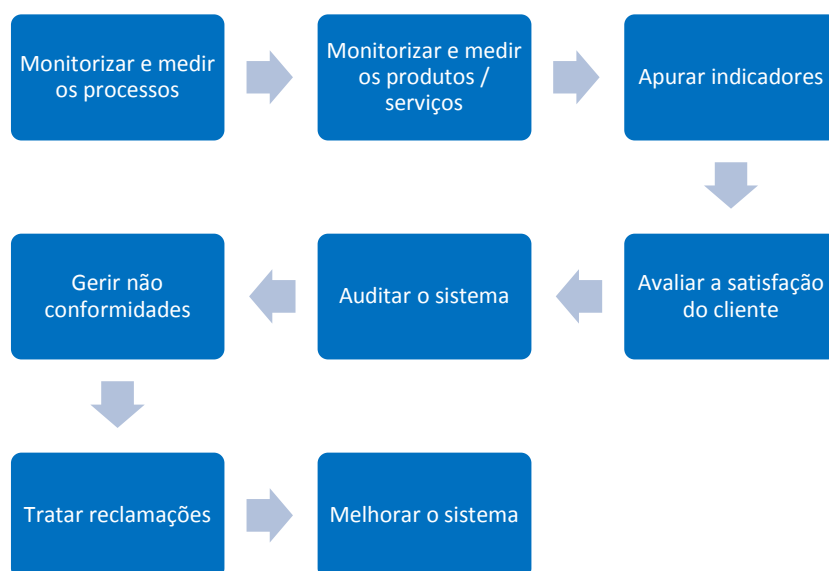 Monitorizar e medir
os processos
Monitorizar e medir
os produtos /
serviços
Apurar indicadores
Avaliar a satisfação
do cliente
Auditar o sistema
Gerir não
conformidades
Tratar reclamações
Melhorar o sistema